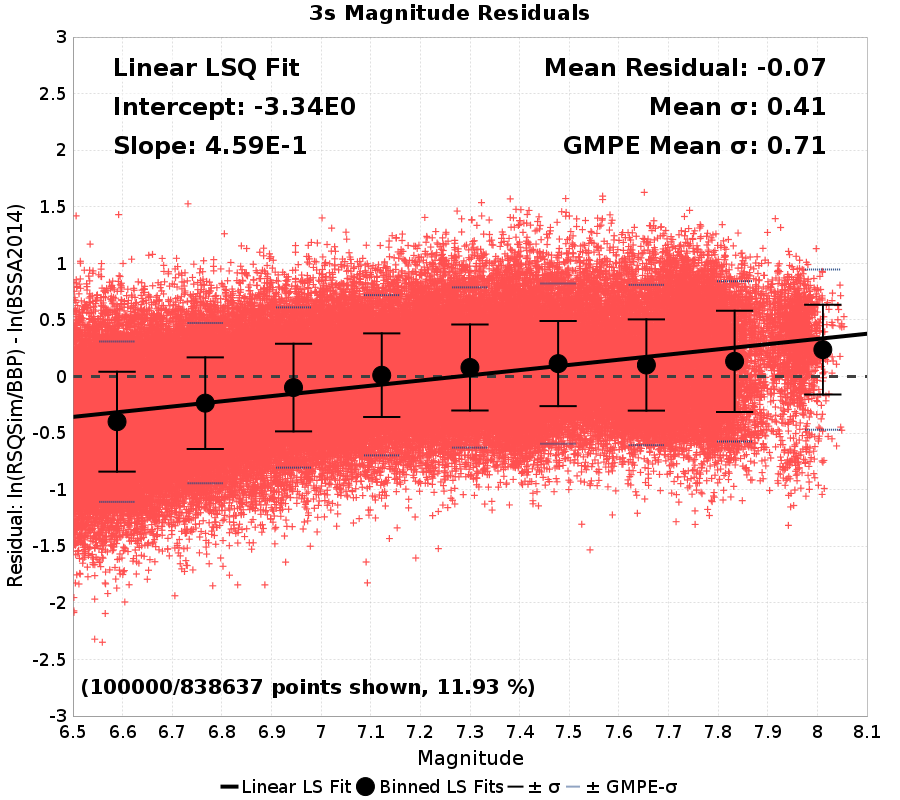 3s Magnitude Residuals
Linear LSQ Fit
Intercept: -3.34E0
Slope: 4.59E-1
Mean Residual: -0.07
Mean σ: 0.41
GMPE Mean σ: 0.71
Residual: ln(RSQSim/BBP) - ln(BSSA2014)
3
2.5
2
1.5
1
0.5
0
-0.5
-1
-1.5
-2
-2.5
-3
(100000/838637 points shown, 11.93 %)
6.5 6.6 6.7 6.8 6.9 7 7.1 7.2 7.3 7.4 7.5 7.6 7.7 7.8 7.9 8 8.1
Magnitude
Linear LS Fit Binned LS Fits ± σ ± GMPE-σ